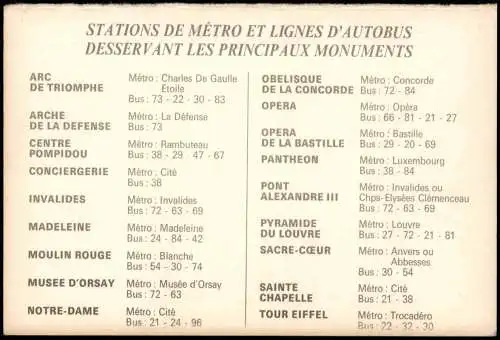 STATIONS DE MÉTRO ET LIGNES D'AUTOBUS
DESSERVANT LES PRINCIPAUX MONUMENTS
ARC
DE TRIOMPHE
Métro : Charles De Gaulle
Étoile
Bus : 73 - 22 - 30 - 83
ARCHE
DE LA DEFENSE
Métro : La Défense
Bus : 73
CENTRE
POMPIDOU
Métro : Rambuteau
Bus : 38 - 29 - 47 - 67
CONCIERGERIE
Métro : Cité
Bus : 38
INVALIDES
Métro : Invalides
Bus : 72 - 63 - 69
MADELEINE
Métro : Madeleine
Bus : 24 - 84 - 42
MOULIN ROUGE
Métro : Blanche
Bus : 54 - 30 - 74
MUSEE D'ORSAY
Métro : Musée d'Orsay
Bus : 72 - 63
NOTRE-DAME
Métro : Cité
Bus : 21 - 24 - 96
OBELISQUE
DE LA CONCORDE
Métro : Concorde
Bus : 72 - 84
OPERA
Métro : Opéra
Bus : 66 - 81 - 21 - 27
OPERA
DE LA BASTILLE
Métro : Bastille
Bus : 29 - 20 - 69
PANTHEON
Métro : Luxembourg
Bus : 38 - 84
PONT
ALEXANDRE III
Métro : Invalides ou
Chps-Elysées Clémenceau
Bus : 72 - 63 - 69
PYRAMIDE
DU LOUVRE
Métro : Louvre
Bus : 27 - 72 - 21 - 81
SACRE-CŒUR
Métro : Anvers ou
Abbesses
Bus : 30 - 54
SAINTE
CHAPELLE
Métro : Cité
Bus : 21 - 38
TOUR EIFFEL
Métro : Trocadéro
Bus : 22 - 32 - 30